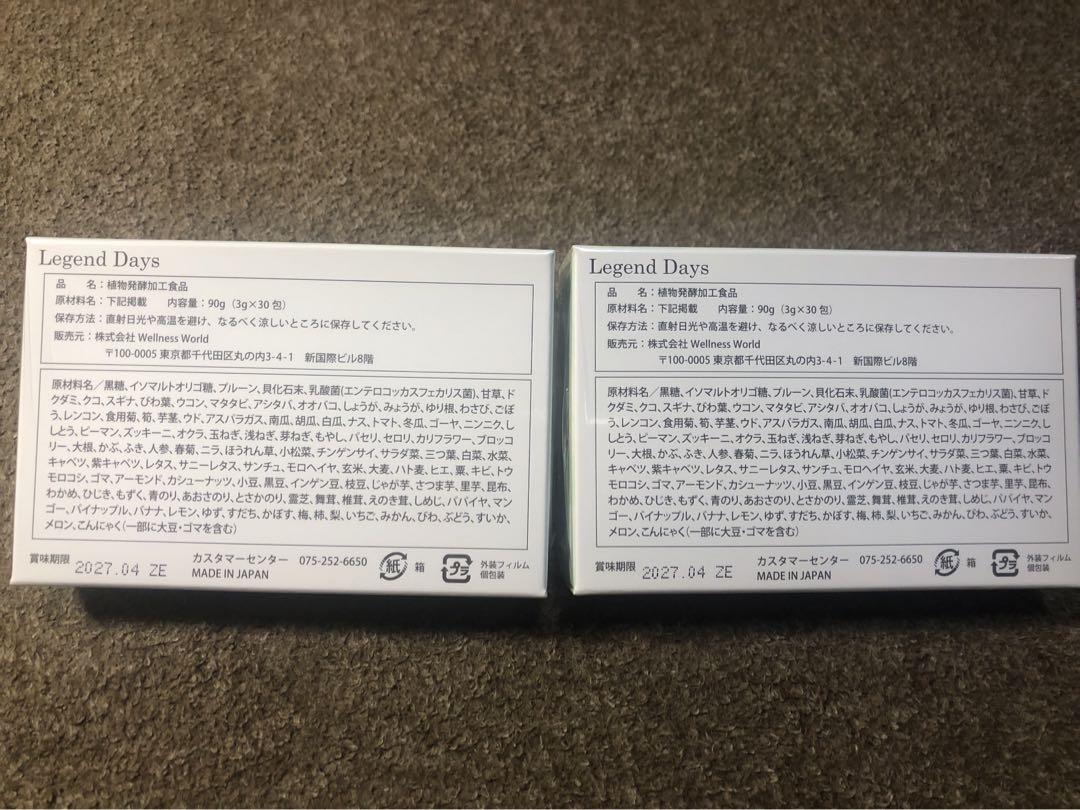 Legend Days
品　名：植物発酵加工食品
原材料名：下記掲載　内容量：90g（3g×30包）
保存方法：直射日光や高温を避け、なるべく涼しいところに保存してください。
販売元：株式会社 Wellness World
〒100-0005 東京都千代田区丸の内3-4-1　新国際ビル8階
原材料名／黒糖、イソマルトオリゴ糖、プルーン、貝化石末、乳酸菌(エンテロコッカスフェカリス菌)、甘草、ド
クダミ、クコ、スギナ、びわ葉、ウコン、マタタビ、アシタバ、オオバコ、しょうが、みょうが、ゆり根、わさび、ごぼ
う、レンコン、食用菊、筍、芋茎、ウド、アスパラガス、南瓜、胡瓜、白瓜、ナス、トマト、冬瓜、ゴーヤ、ニンニク、し
しとう、ピーマン、ズッキーニ、オクラ、玉ねぎ、浅ねぎ、芽ねぎ、もやし、パセリ、セロリ、カリフラワー、ブロッコ
リー、大根、かぶ、ふき、人参、春菊、ニラ、ほうれん草、小松菜、チンゲンサイ、サラダ菜、三つ葉、白菜、水菜、
キャベツ、紫キャベツ、レタス、サニーレタス、サンチュ、モロヘイヤ、玄米、大麦、ハト麦、ヒエ、粟、キビ、トウ
モロコシ、ゴマ、アーモンド、カシューナッツ、小豆、黒豆、インゲン豆、枝豆、じゃが芋、さつま芋、里芋、昆布、
わかめ、ひじき、もずく、青のり、あおさのり、とさかのり、霊芝、舞茸、椎茸、えのき茸、しめじ、パパイヤ、マン
ゴー、パイナップル、バナナ、レモン、ゆず、すだち、かぼす、梅、柿、梨、いちご、みかん、びわ、ぶどう、すいか、
メロン、こんにゃく(一部に大豆・ゴマを含む)
賞味期限 2027.04 ZE
カスタマーセンター　075-252-6650
MADE IN JAPAN
紙 箱
プラ 外装フィルム
個包装
Legend Days
品　名：植物発酵加工食品
原材料名：下記掲載　内容量：90g（3g×30包）
保存方法：直射日光や高温を避け、なるべく涼しいところに保存してください。
販売元：株式会社 Wellness World
〒100-0005 東京都千代田区丸の内3-4-1　新国際ビル8階
原材料名／黒糖、イソマルトオリゴ糖、プルーン、貝化石末、乳酸菌(エンテロコッカスフェカリス菌)、甘草、ド
クダミ、クコ、スギナ、びわ葉、ウコン、マタタビ、アシタバ、オオバコ、しょうが、みょうが、ゆり根、わさび、ごぼ
う、レンコン、食用菊、筍、芋茎、ウド、アスパラガス、南瓜、胡瓜、白瓜、ナス、トマト、冬瓜、ゴーヤ、ニンニク、し
しとう、ピーマン、ズッキーニ、オクラ、玉ねぎ、浅ねぎ、芽ねぎ、もやし、パセリ、セロリ、カリフラワー、ブロッコ
リー、大根、かぶ、ふき、人参、春菊、ニラ、ほうれん草、小松菜、チンゲンサイ、サラダ菜、三つ葉、白菜、水菜、
キャベツ、紫キャベツ、レタス、サニーレタス、サンチュ、モロヘイヤ、玄米、大麦、ハト麦、ヒエ、粟、キビ、トウ
モロコシ、ゴマ、アーモンド、カシューナッツ、小豆、黒豆、インゲン豆、枝豆、じゃが芋、さつま芋、里芋、昆布、
わかめ、ひじき、もずく、青のり、あおさのり、とさかのり、霊芝、舞茸、椎茸、えのき茸、しめじ、パパイヤ、マン
ゴー、パイナップル、バナナ、レモン、ゆず、すだち、かぼす、梅、柿、梨、いちご、みかん、びわ、ぶどう、すいか、
メロン、こんにゃく(一部に大豆・ゴマを含む)
賞味期限 2027.04 ZE
カスタマーセンター　075-252-6650
MADE IN JAPAN
紙 箱
プラ 外装フィルム
個包装